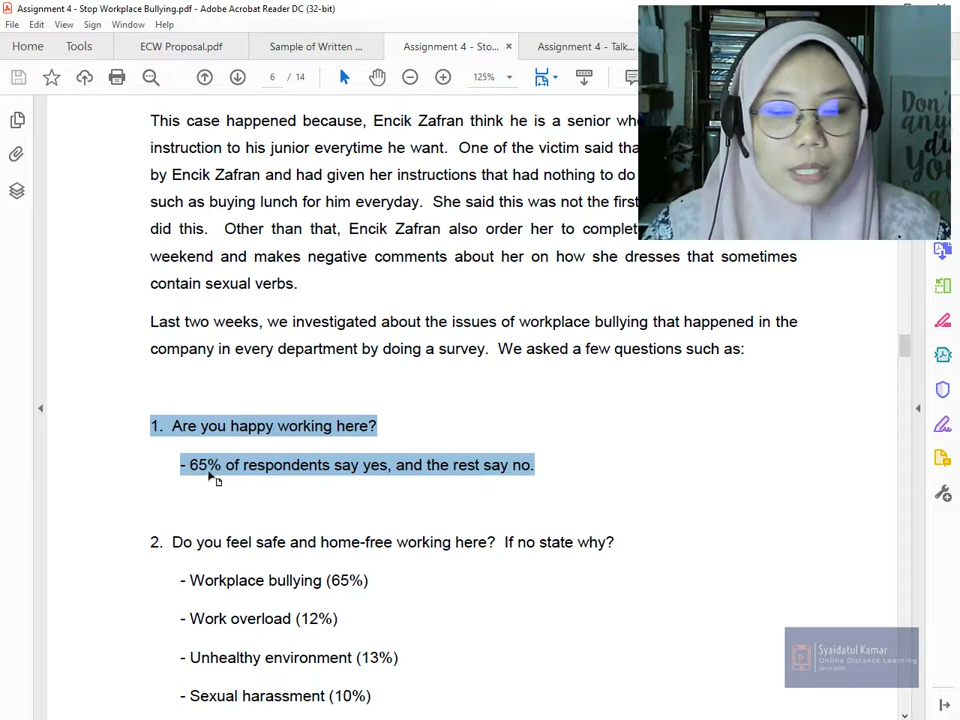 Assignment 4 - Stop Workplace Bullying.pdf - Adobe Acrobat Reader DC (32-bit)
File Edit View Sign Window Help
Home Tools ECW Proposal.pdf Sample of Written ... Assignment 4 - Sto... × Assignment 4 - Talk...
6 / 14 125%
This case happened because, Encik Zafran think he is a senior
instruction to his junior everytime he want. One of the victim said
by Encik Zafran and had given her instructions that had nothing to do
such as buying lunch for him everyday. She said this was not the first
did this. Other than that, Encik Zafran also order her to
weekend and makes negative comments about her on how she dresses that sometimes
contain sexual verbs.
Last two weeks, we investigated about the issues of workplace bullying that happened in the
company in every department by doing a survey. We asked a few questions such as:
1. Are you happy working here?
- 65% of respondents say yes, and the rest say no.
2. Do you feel safe and home-free working here? If no state why?
- Workplace bullying (65%)
- Work overload (12%)
- Unhealthy environment (13%)
- Sexual harassment (10%)
Don't
Syaidatul Kamar
Online Distance Learning